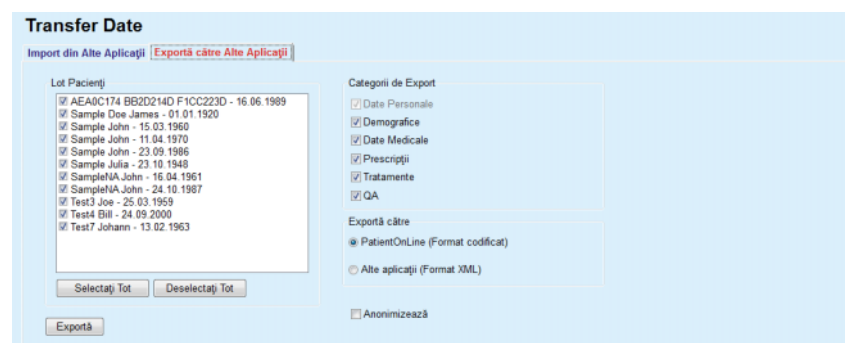 Transfer Date
Import din Alte Aplicaţii Exportă către Alte Aplicaţii
Lot Pacienţi
AEA0C174 BB2D214D F1CC223D - 16.06.1989
Sample Doe James - 01.01.1920
Sample John - 15.03.1960
Sample John - 11.04.1970
Sample John - 23.09.1986
Sample Julia - 23.10.1948
SampleNA John - 16.04.1961
SampleNA John - 24.10.1987
Test3 Joe - 25.03.1959
Test4 Bill - 24.09.2000
Test7 Johann - 13.02.1963
Selectaţi Tot Deselectaţi Tot
Exportă
Categorii de Export
Date Personale
Demografice
Date Medicale
Prescripţii
Tratamente
QA
Exportă către
PatientOnLine (Format codificat)
Alte aplicaţii (Format XML)
Anonimizează